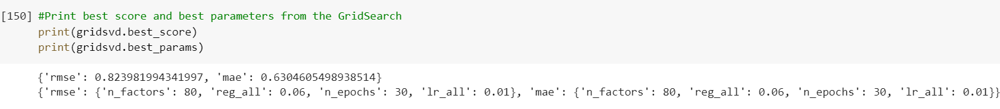 [150] #Print best score and best parameters from the GridSearch
print(gridsvd.best_score)
print(gridsvd.best_params)
{'rmse': 0.823981994341997, 'mae': 0.6304605498938514}
{'rmse': {'n_factors': 80, 'reg_all': 0.06, 'n_epochs': 30, 'lr_all': 0.01}, 'mae': {'n_factors': 80, 'reg_all': 0.06, 'n_epochs': 30, 'lr_all': 0.01}}